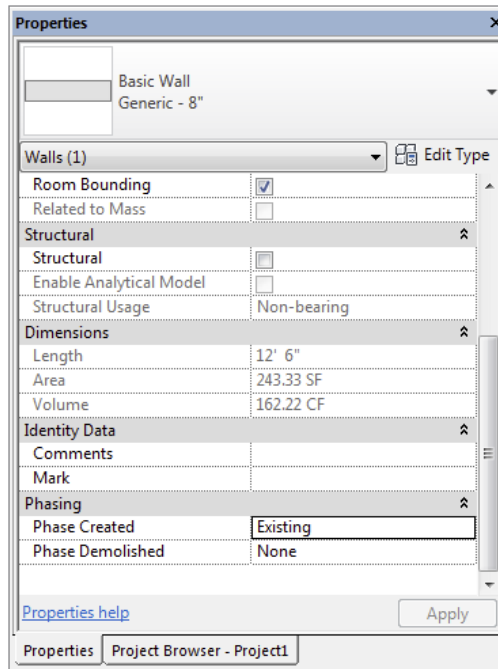 Properties
Basic Wall
Generic - 8"
Walls (1) Edit Type
Room Bounding
Related to Mass
Structural
Structural
Enable Analytical Model
Structural Usage Non-bearing
Dimensions
Length 12' 6"
Area 243.33 SF
Volume 162.22 CF
Identity Data
Comments
Mark
Phasing
Phase Created Existing
Phase Demolished None
Properties help Apply
Properties Project Browser - Project1